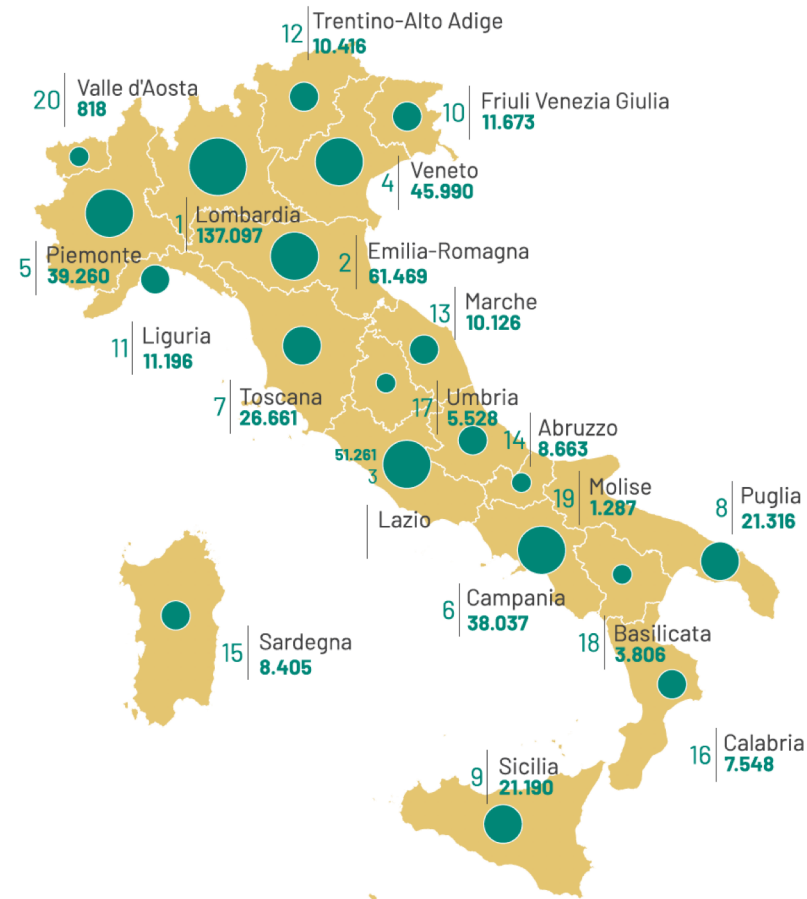 12 Trentino-Alto Adige
10.416
20 Valle d'Aosta
818
10 Friuli Venezia Giulia
11.673
4 Veneto
45.990
1 Lombardia
137.097
5 Piemonte
39.260
2 Emilia-Romagna
61.469
13 Marche
10.126
11 Liguria
11.196
7 Toscana
26.661
17 Umbria
5.528
14 Abruzzo
8.663
51.261
3
Lazio
19 Molise
1.287
8 Puglia
21.316
6 Campania
38.037
18 Basilicata
3.806
15 Sardegna
8.405
16 Calabria
7.548
9 Sicilia
21.190